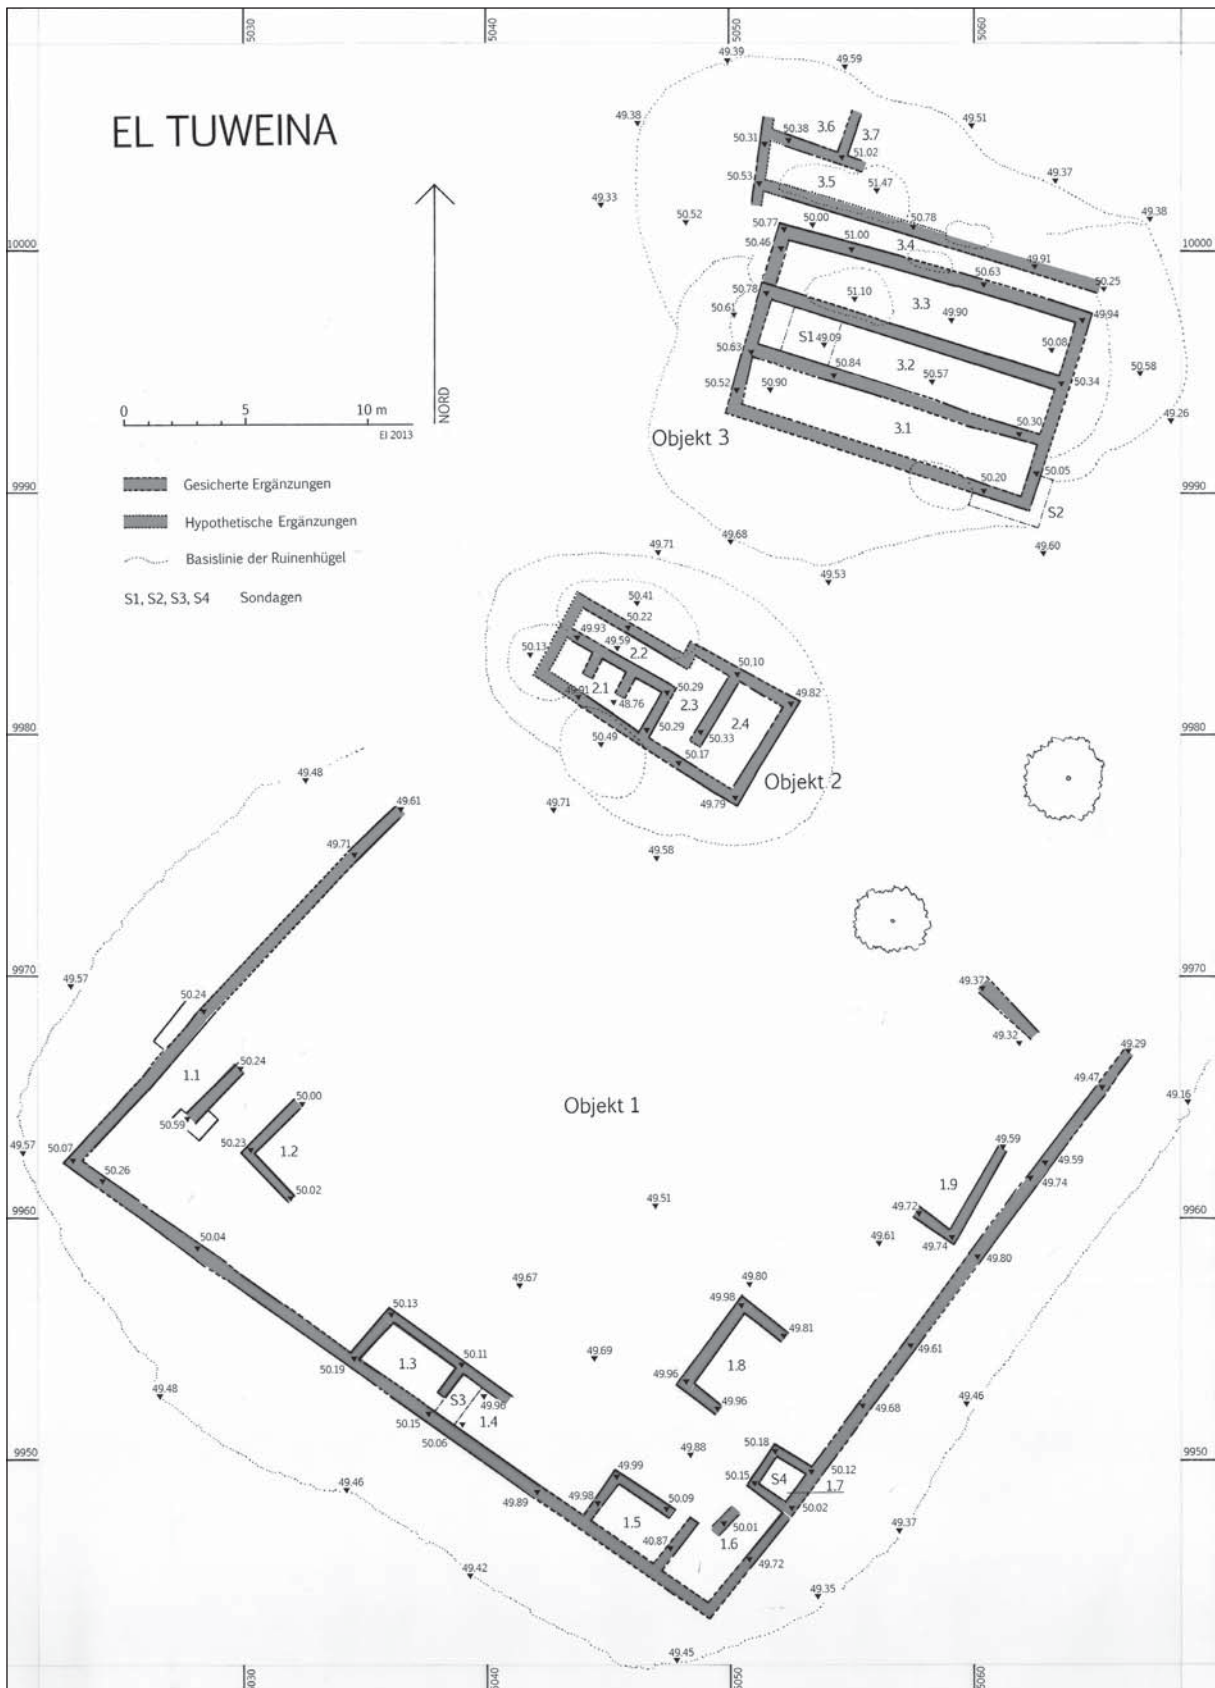 5030 5040 5050 5060
49.39
49.59
EL TUWEINA
49.38
49.51
50.38 3.6 3.7
50.31
51.02
49.37
50.53 3.5 51.47
49.33
49.38
50.52
50.77 50.00 50.78
10000 50.46 51.00 3.4 49.91 10000
50.63 50.25
50.78 51.10 3.3
50.61 49.90 49.94
S1 49.09 50.08
50.63 3.2
50.84 50.57 50.34 50.58
50.52 50.90
0 5 10 m NORD
EI 2013
49.26
Objekt 3 3.1 50.30
50.05
Gesicherte Ergänzungen
9990 50.20 9990
S2
Hypothetische Ergänzungen
49.68
49.71 49.60
Basislinie der Ruinenhügel
49.53
S1, S2, S3, S4 Sondagen
50.41
50.22
49.93 49.59
50.13 2.2
50.10
2.1 50.29
49.91 48.76 2.3 49.82
2.4
9980 50.29 50.33 9980
50.49
50.17
49.48 Objekt 2
49.79
49.61 49.71
49.71
49.58
9970 9970
49.57 49.37
50.24
49.32
49.29
50.24
1.1 49.47
50.00 Objekt 1 49.16
50.59
49.57 50.07 50.23 1.2 49.59
49.59
50.26 49.74
50.02 1.9
49.51 49.72
9960 9960
49.61 49.74
50.04
49.80
49.67 49.80
50.13 49.98
49.81
49.61
50.19 1.3 50.11 49.69 1.8
49.96
49.48 S3 49.96 49.96 49.68 49.46
50.15 1.4
50.06
9950 49.88 50.18 9950
49.99 50.15 S4 50.12
49.46 49.89 1.7
49.98 50.09 50.02
1.5 50.01 49.37
40.87 1.6
49.72
49.42
49.35
49.45
5030 5040 5050 5060